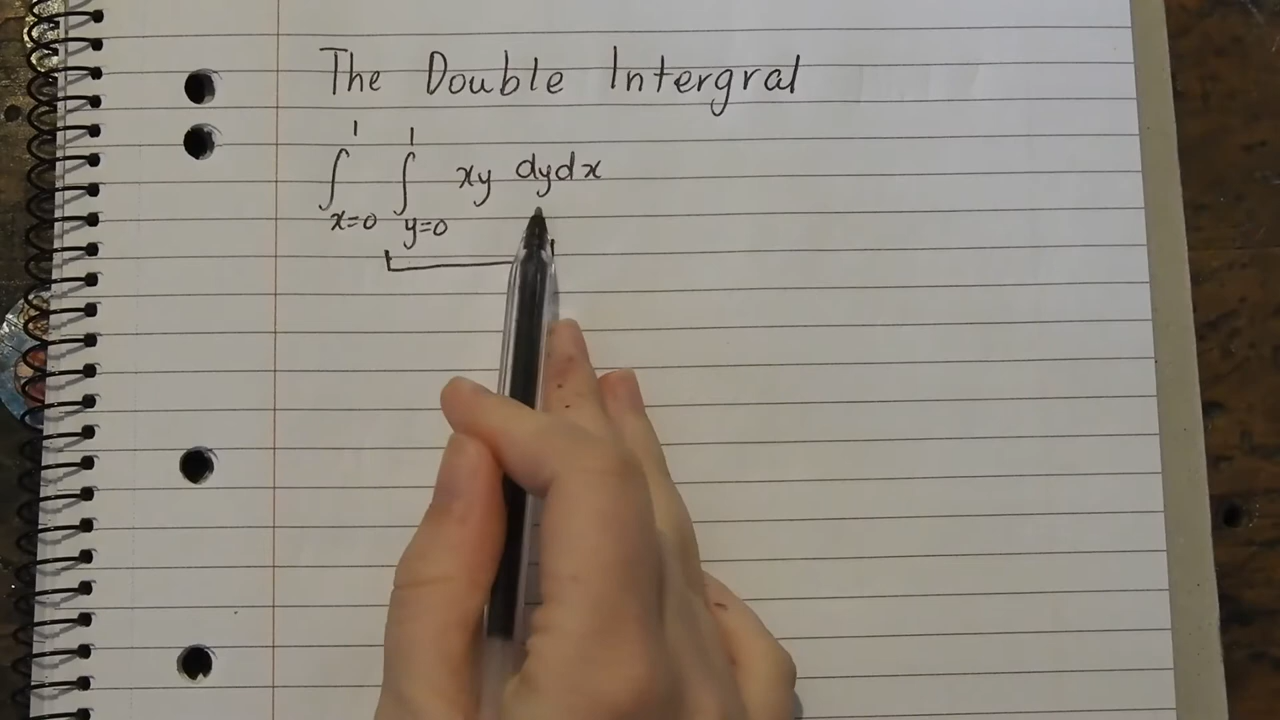 The Double Intergral
∫_{x=0}^{1} ∫_{y=0}^{1} xy dydx